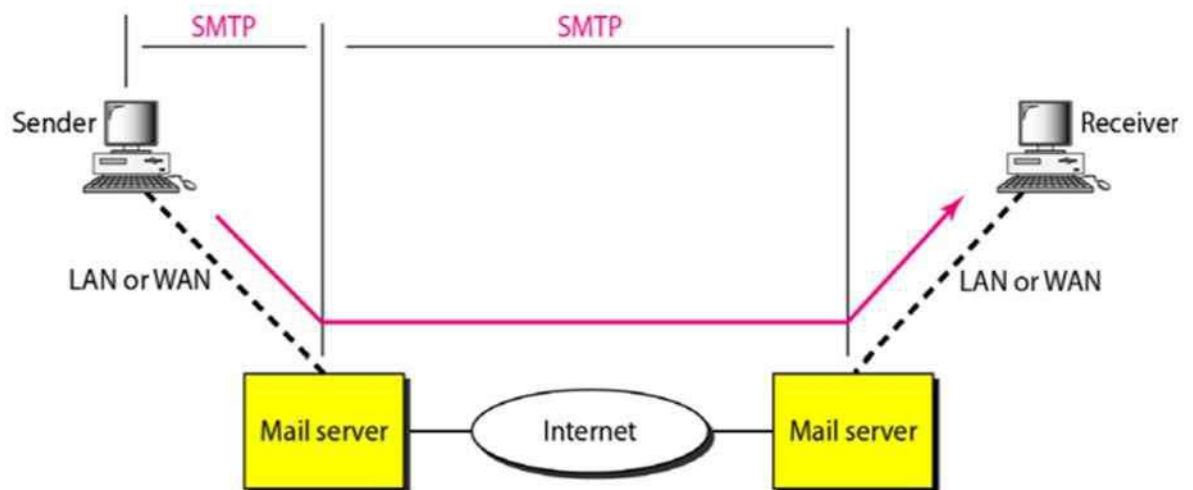 SMTP
SMTP
Sender
Receiver
LAN or WAN
LAN or WAN
Mail server
Internet
Mail server